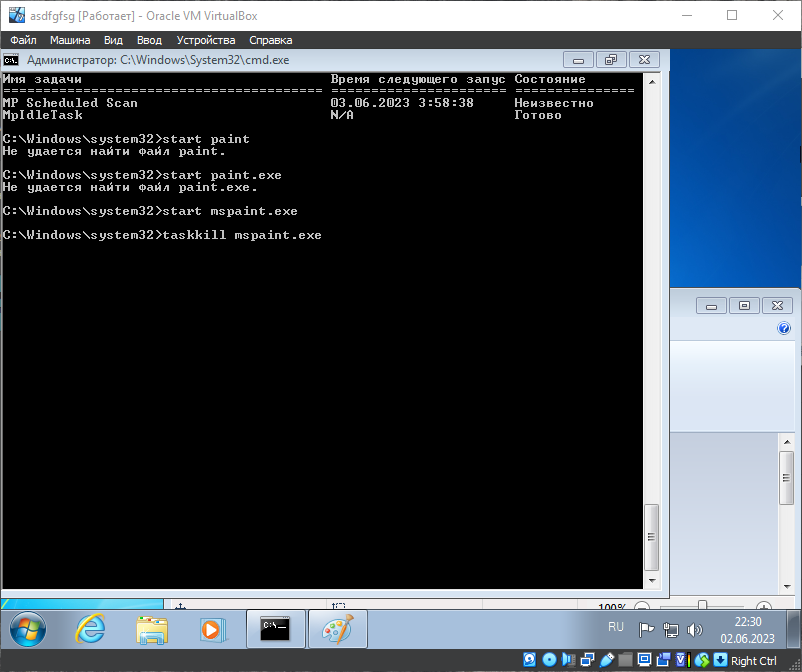 asdfgfsg [Работает] - Oracle VM VirtualBox
Файл Машина Вид Ввод Устройства Справка
Администратор: C:\Windows\System32\cmd.exe
Имя задачи Время следующего запус Состояние
======================================== ====================== ===============
MP Scheduled Scan 03.06.2023 3:58:38 Неизвестно
MpIdleTask N/A Готово
C:\Windows\system32>start paint
Не удается найти файл paint.
C:\Windows\system32>start paint.exe
Не удается найти файл paint.exe.
C:\Windows\system32>start mspaint.exe
C:\Windows\system32>taskkill mspaint.exe
100%
RU
22:30
02.06.2023
Right Ctrl